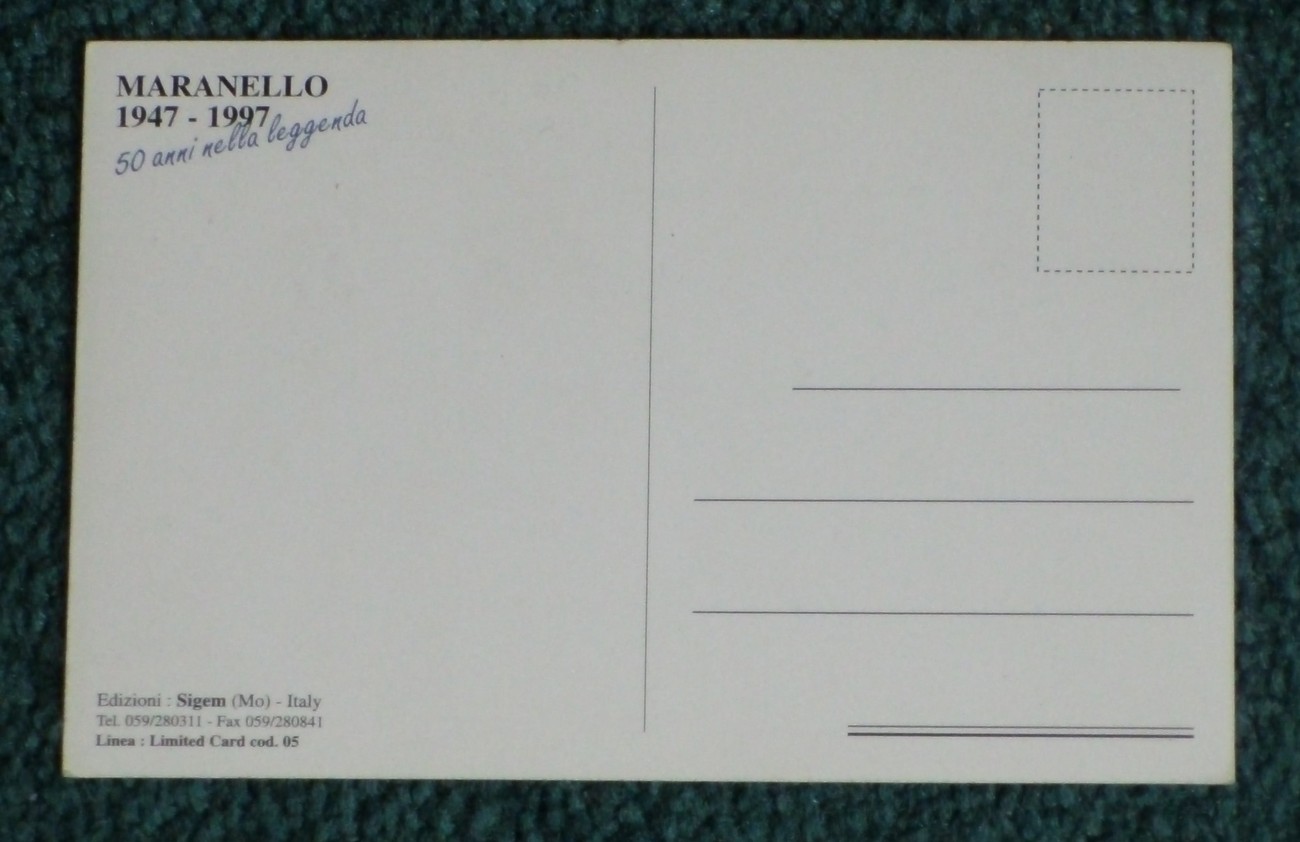 MARANELLO
1947 - 1997
50 anni nella leggenda
Edizioni : Sigem (Mo) - Italy
Tel. 059/280311 - Fax 059/280841
Linea : Limited Card cod. 05